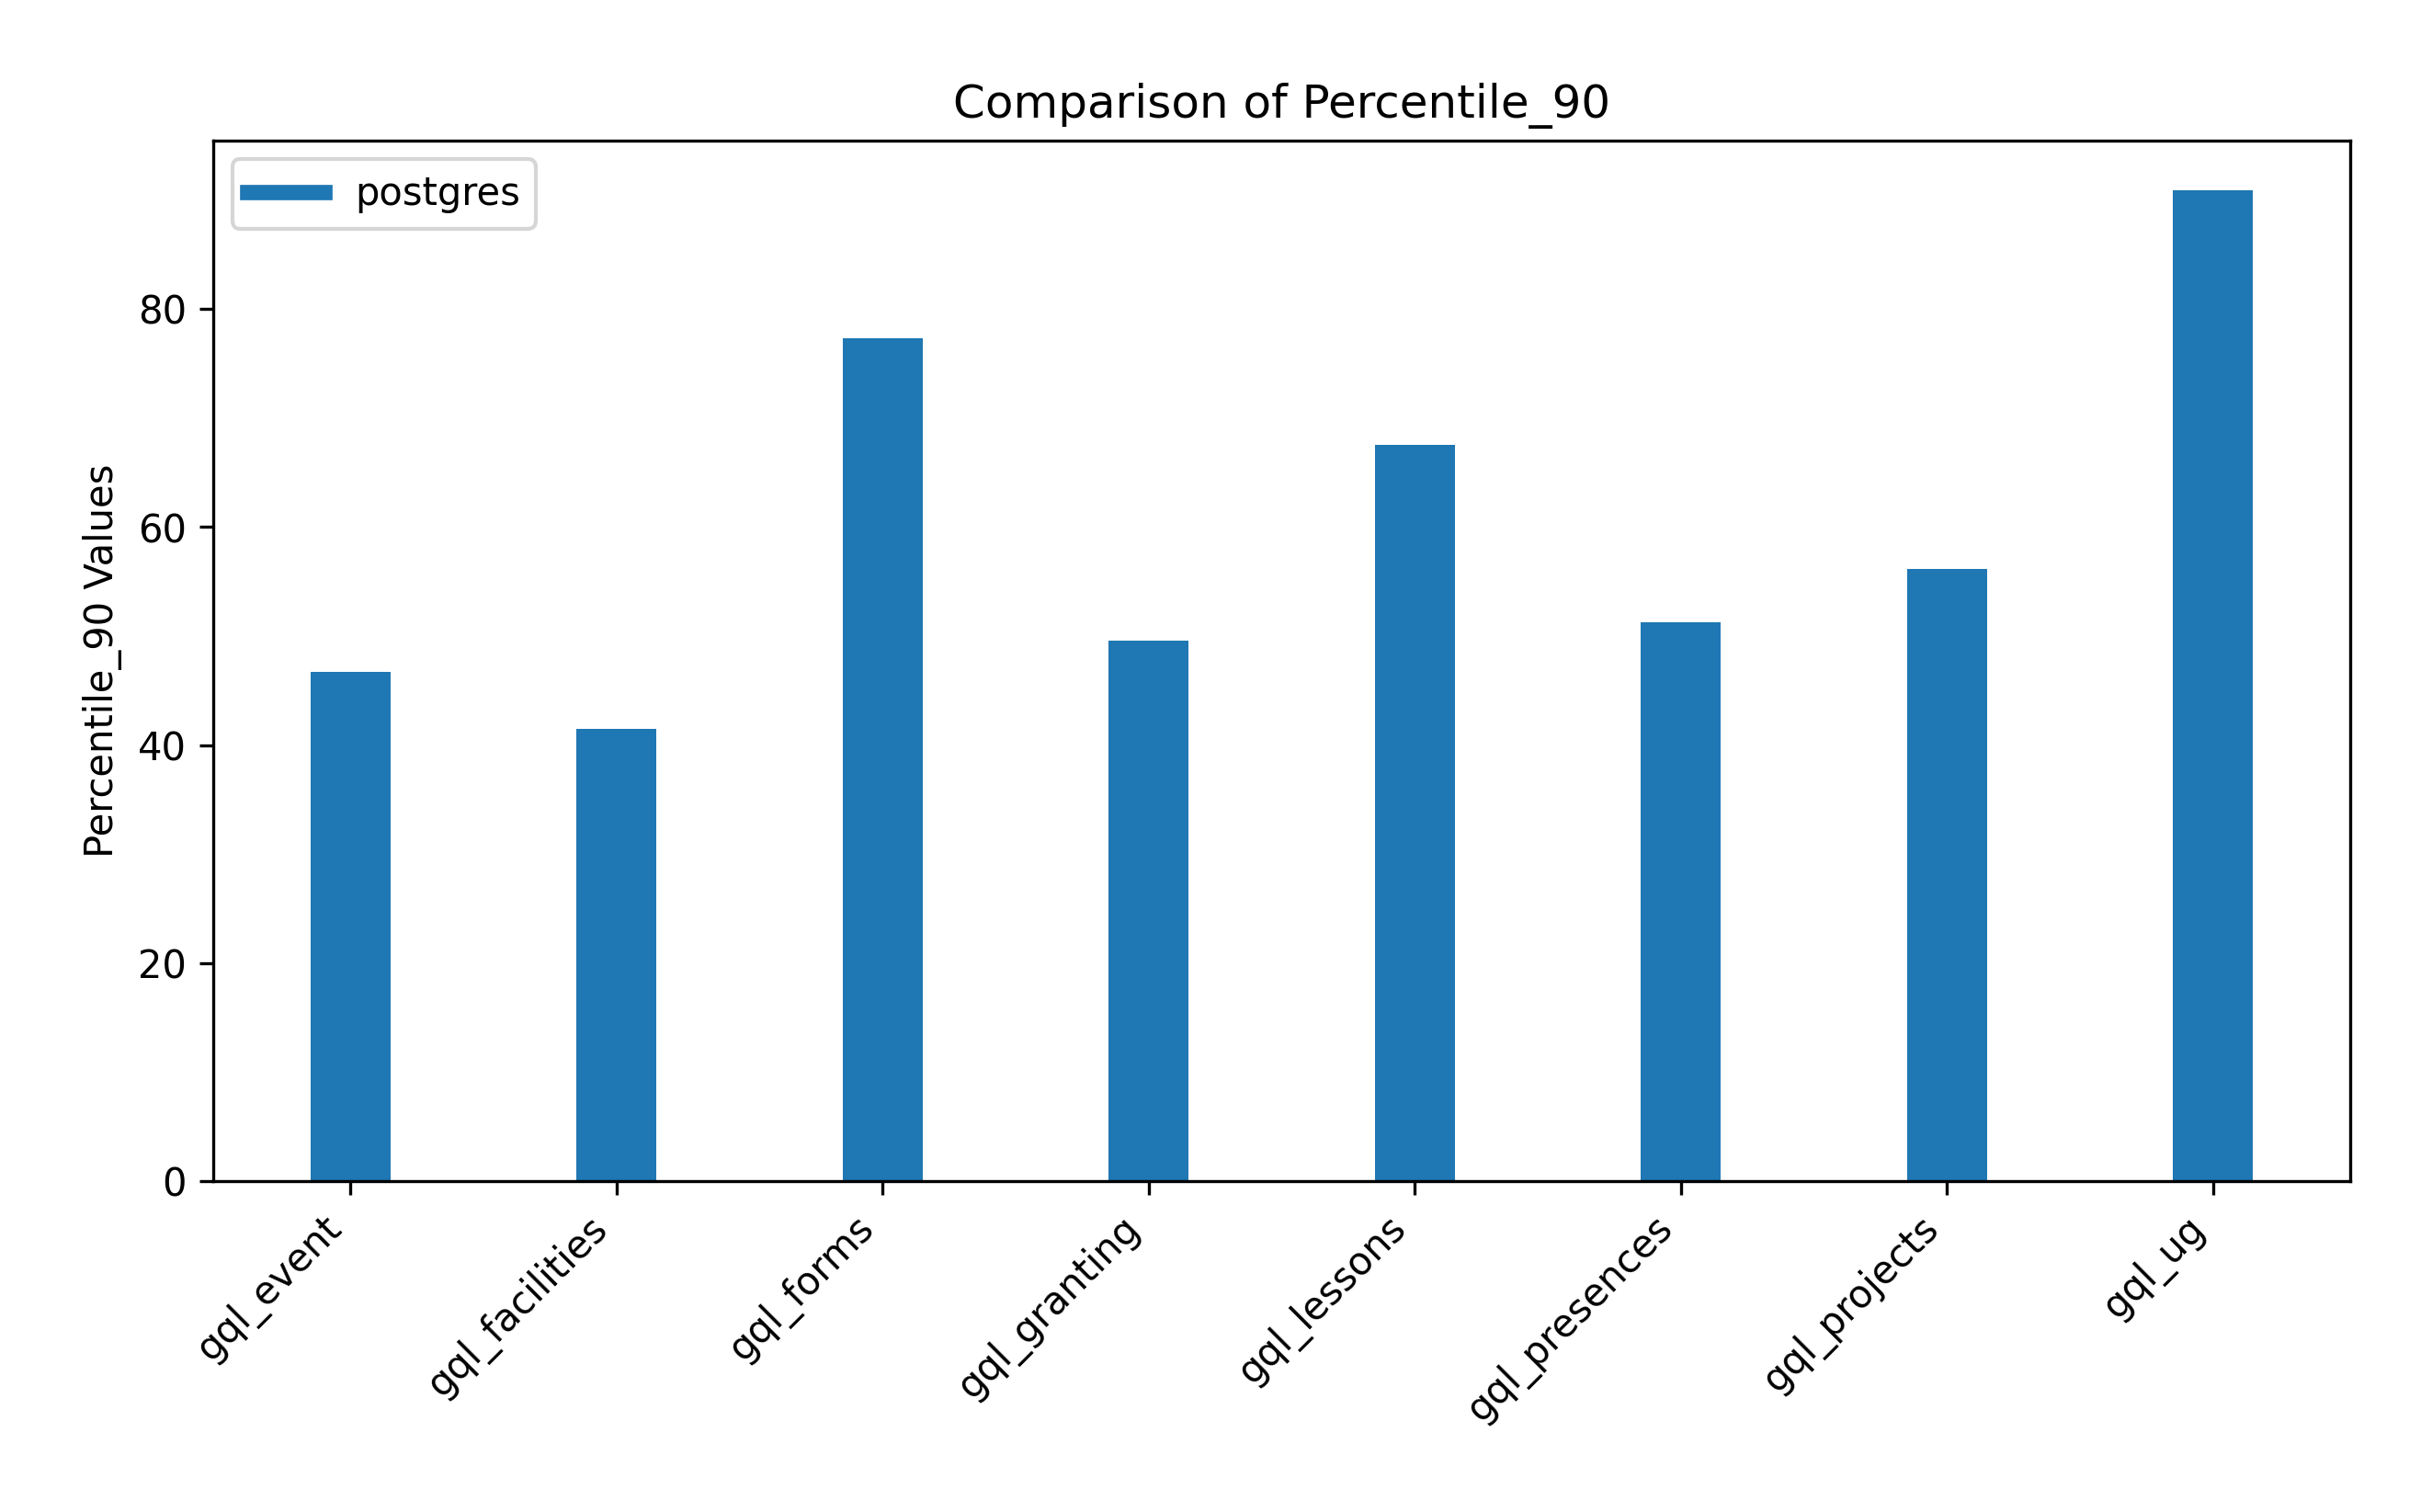 Comparison of Percentile_90
postgres
Percentile_90 Values
80
60
40
20
0
gql_event
gql_facilities
gql_forms
gql_granting
gql_lessons
gql_presences
gql_projects
gql_ug